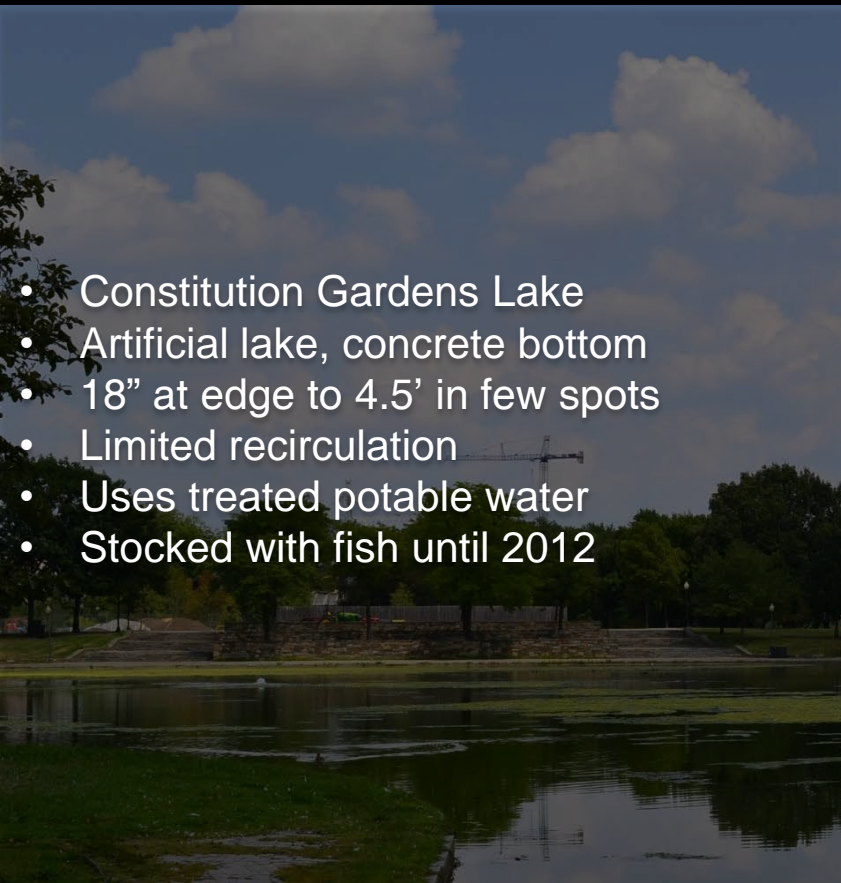 • Constitution Gardens Lake
• Artificial lake, concrete bottom
• 18” at edge to 4.5’ in few spots
• Limited recirculation
• Uses treated potable water
• Stocked with fish until 2012